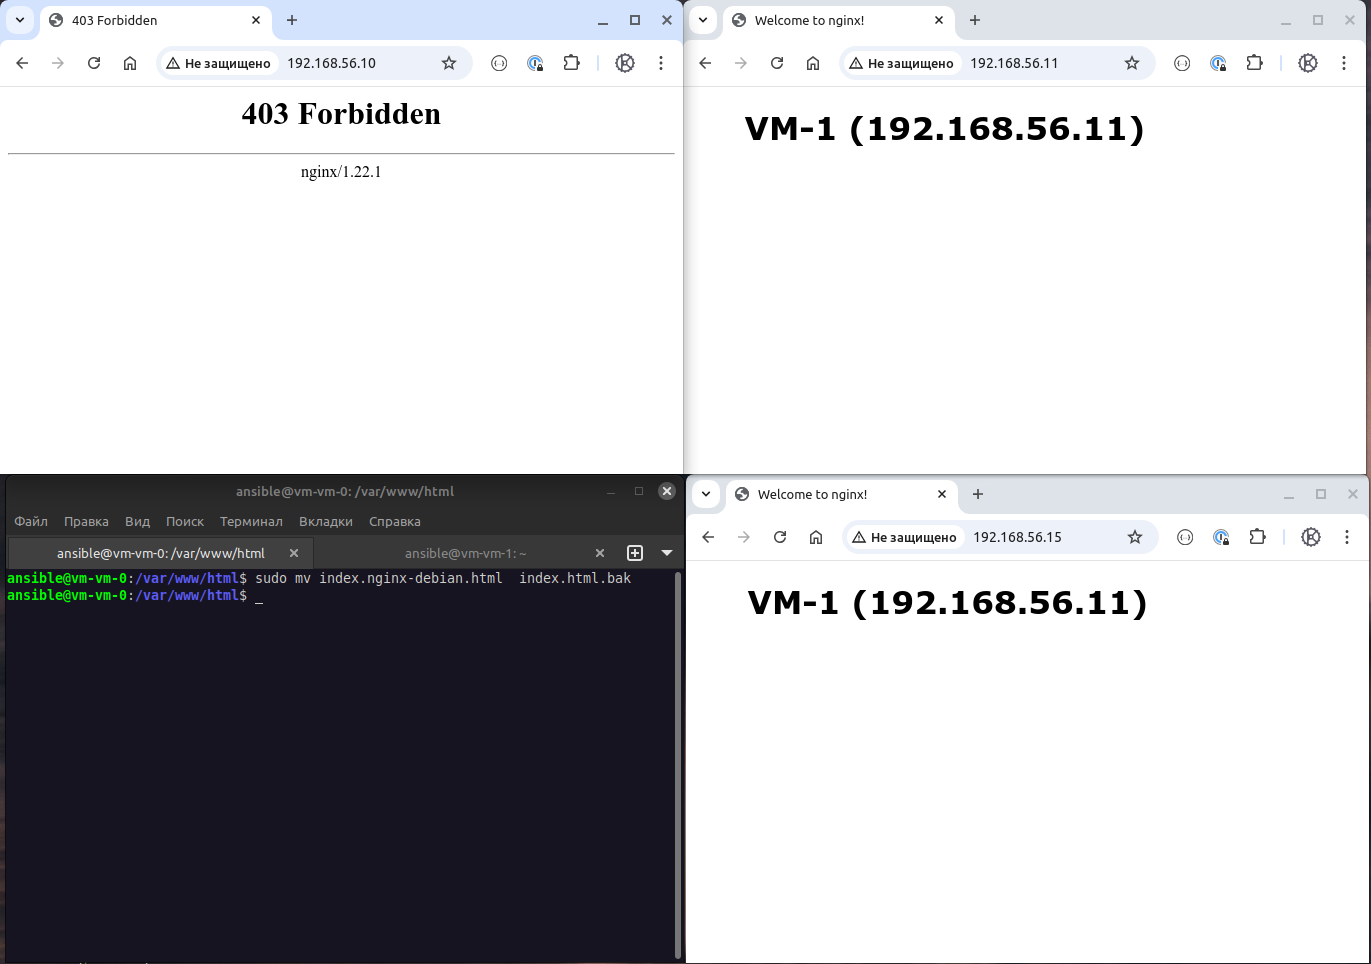 403 Forbidden
Не защищено 192.168.56.10
403 Forbidden
nginx/1.22.1
Welcome to nginx!
Не защищено 192.168.56.11
VM-1 (192.168.56.11)
ansible@vm-vm-0: /var/www/html
Файл Правка Вид Поиск Терминал Вкладки Справка
ansible@vm-vm-0: /var/www/html ansible@vm-vm-1: ~
ansible@vm-vm-0:/var/www/html$ sudo mv index.nginx-debian.html  index.html.bak
ansible@vm-vm-0:/var/www/html$ _
Welcome to nginx!
Не защищено 192.168.56.15
VM-1 (192.168.56.11)